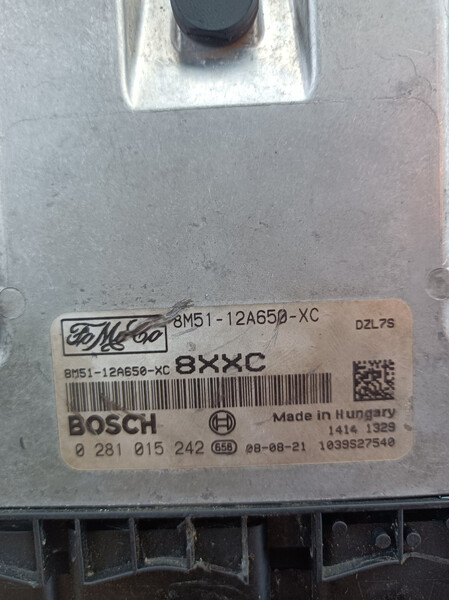 FoMoCo 8M51-12A650-XC DZL7S
8M51-12A650-XC 8XXC
BOSCH Made in Hungary
1414 1329
0 281 015 242 658 08-08-21 1039S27540